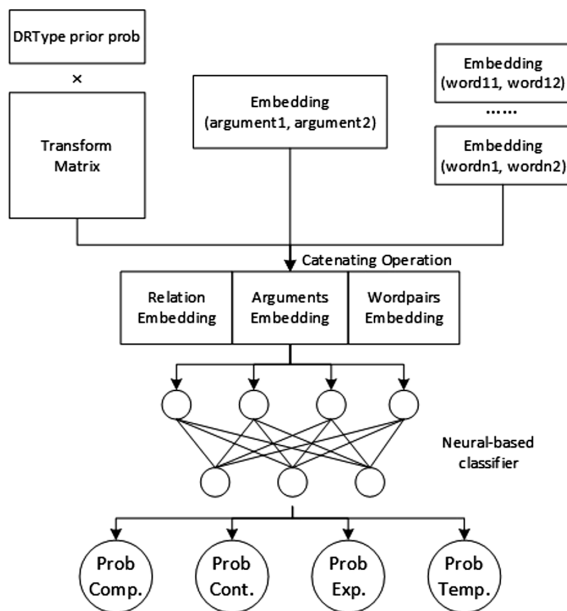 DRType prior prob
×
Transform
Matrix
Embedding
(argument1, argument2)
Embedding
(word11, word12)
......
Embedding
(wordn1, wordn2)
Catenating Operation
Relation
Embedding
Arguments
Embedding
Wordpairs
Embedding
Neural-based
classifier
Prob
Comp.
Prob
Cont.
Prob
Exp.
Prob
Temp.